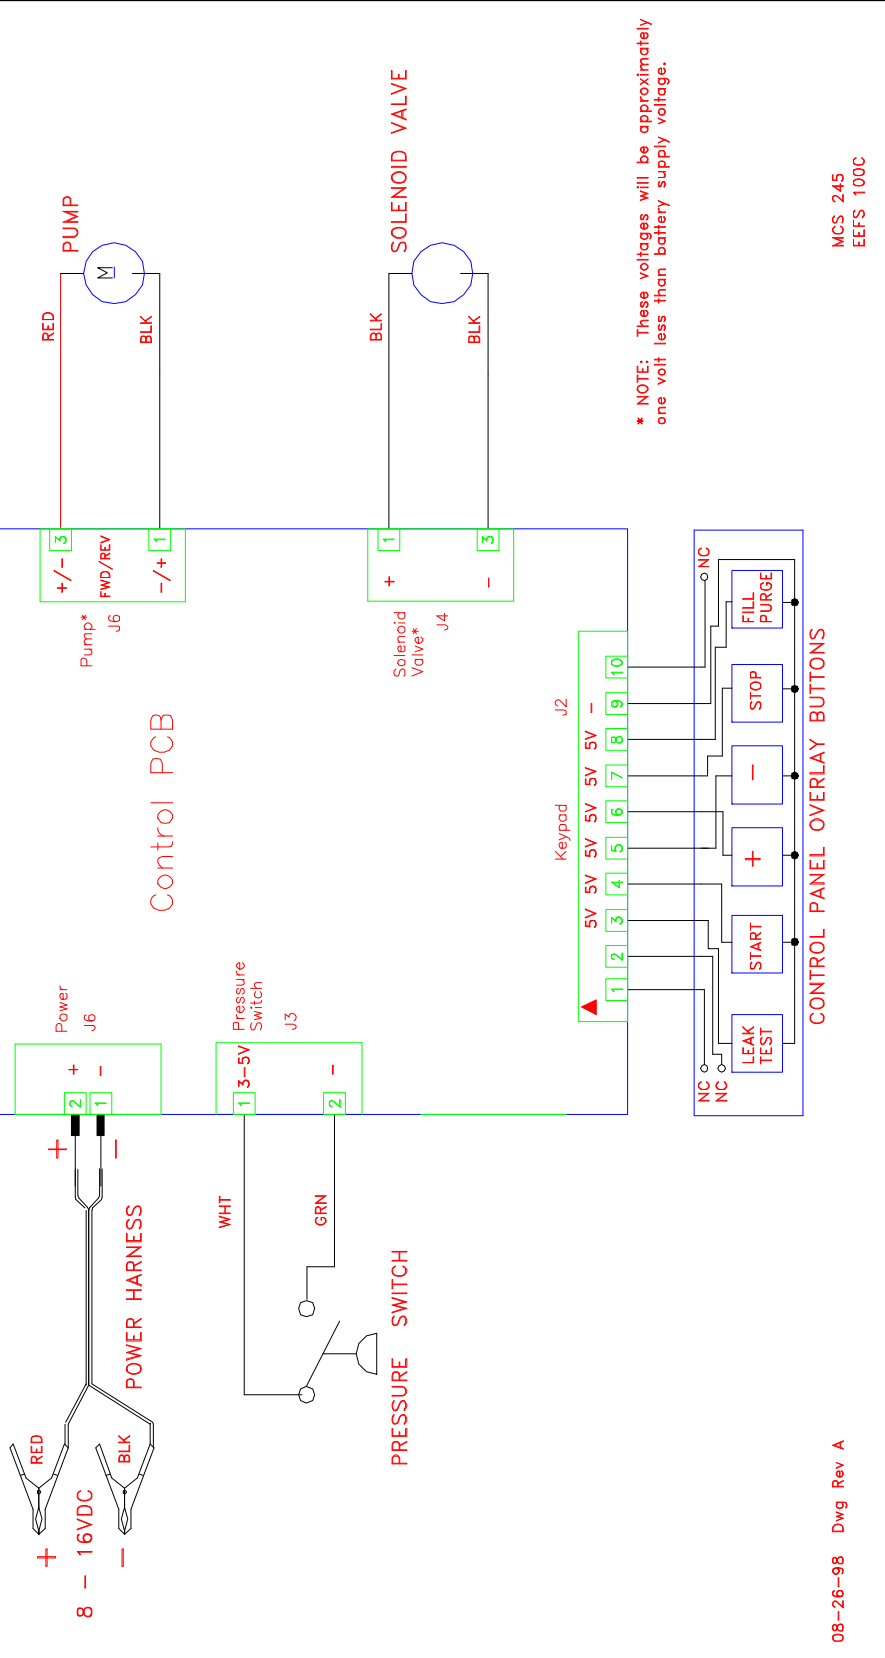 8 - 16VDC
+
-
RED
BLK
POWER HARNESS
+
-
2
1
+
-
Power
J6
PRESSURE SWITCH
WHT
GRN
1
2
3-5V
-
Pressure
Switch
J3
Control PCB
Pump*
J6
+/-
FWD/REV
-/+
3
1
RED
BLK
PUMP
M
Solenoid
Valve*
J4
+
-
1
3
BLK
BLK
SOLENOID VALVE
Keypad
J2
5V
5V
5V
5V
5V
5V
-
1
2
3
4
5
6
7
8
9
10
NC
NC
NC
LEAK
TEST
START
+
-
STOP
FILL
PURGE
CONTROL PANEL OVERLAY BUTTONS
* NOTE: These voltages will be approximately
one volt less than battery supply voltage.
MCS 245
EEFS 100C
08-26-98 Dwg Rev A